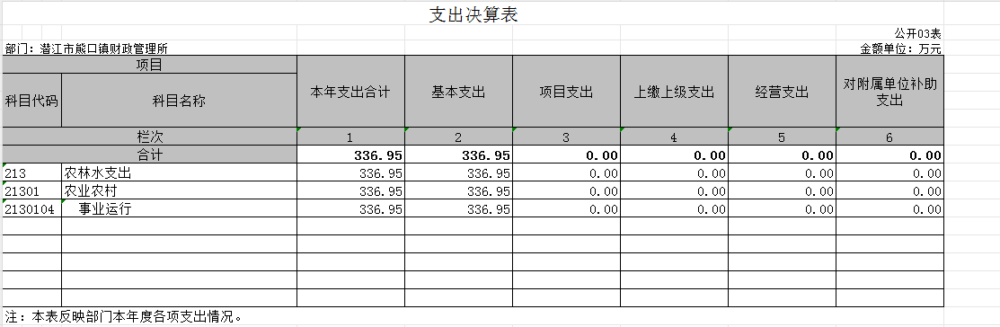 支出决算表
公开03表
部门：潜江市熊口镇财政管理所 金额单位：万元
项目 本年支出合计 基本支出 项目支出 上缴上级支出 经营支出 对附属单位补助支出
科目代码 科目名称
栏次 1 2 3 4 5 6
合计 336.95 336.95 0.00 0.00 0.00 0.00
213 农林水支出 336.95 336.95 0.00 0.00 0.00 0.00
21301 农业农村 336.95 336.95 0.00 0.00 0.00 0.00
2130104 事业运行 336.95 336.95 0.00 0.00 0.00 0.00
注：本表反映部门本年度各项支出情况。